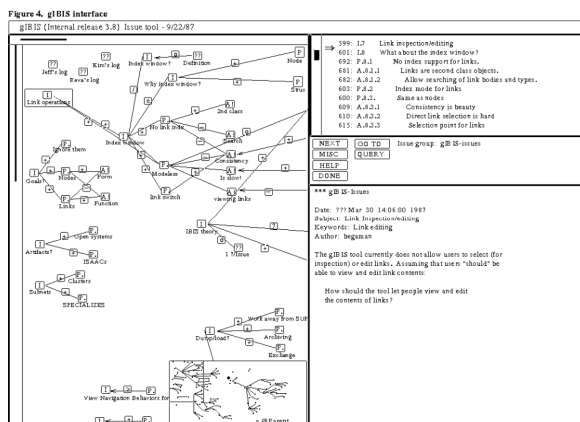 Figure 4. gIBIS interface
gIBIS (Internal release 3.8) Issue tool - 9/22/87
??
Jeff's log
??
Kim's log
Reva's log
I
Index window?
??
Definition
P
Node
P
Why index window?
P
Struc
I
Link operations
I
Index window
P.
No link inds
A!
2nd class
A!
Search
A!
Consistency
A!
Is slow!
A!
viewing links
P.
Modeless
P.
link switch
P.
Ignore them
I
Goals?
P.
Nodes
A!
Form
P.
Links
A!
Function
I
IBIS theory
??
1 Missue
I
Artifacts?
P.
Open systems
P.
ISAACs
I
Subnets
P.
Clusters
P.
SPECIALIZES
I
Dump/load?
P.
Work away from SUN
P.
Archiving
P.
Exchange
I
View Navigation Behaviors for
P.
@Parent
599: I.7 Link inspection/editing
601: I.8 What about the index window?
692: P.8.1 No index support for links.
681: A.8.1.1 Links are second class objects.
682: A.8.1.2 Allow searching of link bodies and types.
603: P.8.2 Index mode for links
600: P.8.3. Same as nodes
609: A.8.3.1 Consistency is beauty
610: A.8.3.2 Direct link selection is hard
615: A.8.3.3 Selection point for links
NEXT GO TO Issue group: gIBIS-issues
MISC QUERY
HELP
DONE
*** gIBIS-Issues
Date: ??? Mar 30 14:06:00 1987
Subject: Link Inspection/editing
Keywords: Link editing
Author: begeman
The gIBIS tool currently does not allow users to select (for
inspection) or edit links. Assuming that users "should" be
able to view and edit link contents:
How should the tool let people view and edit
the contents of links?